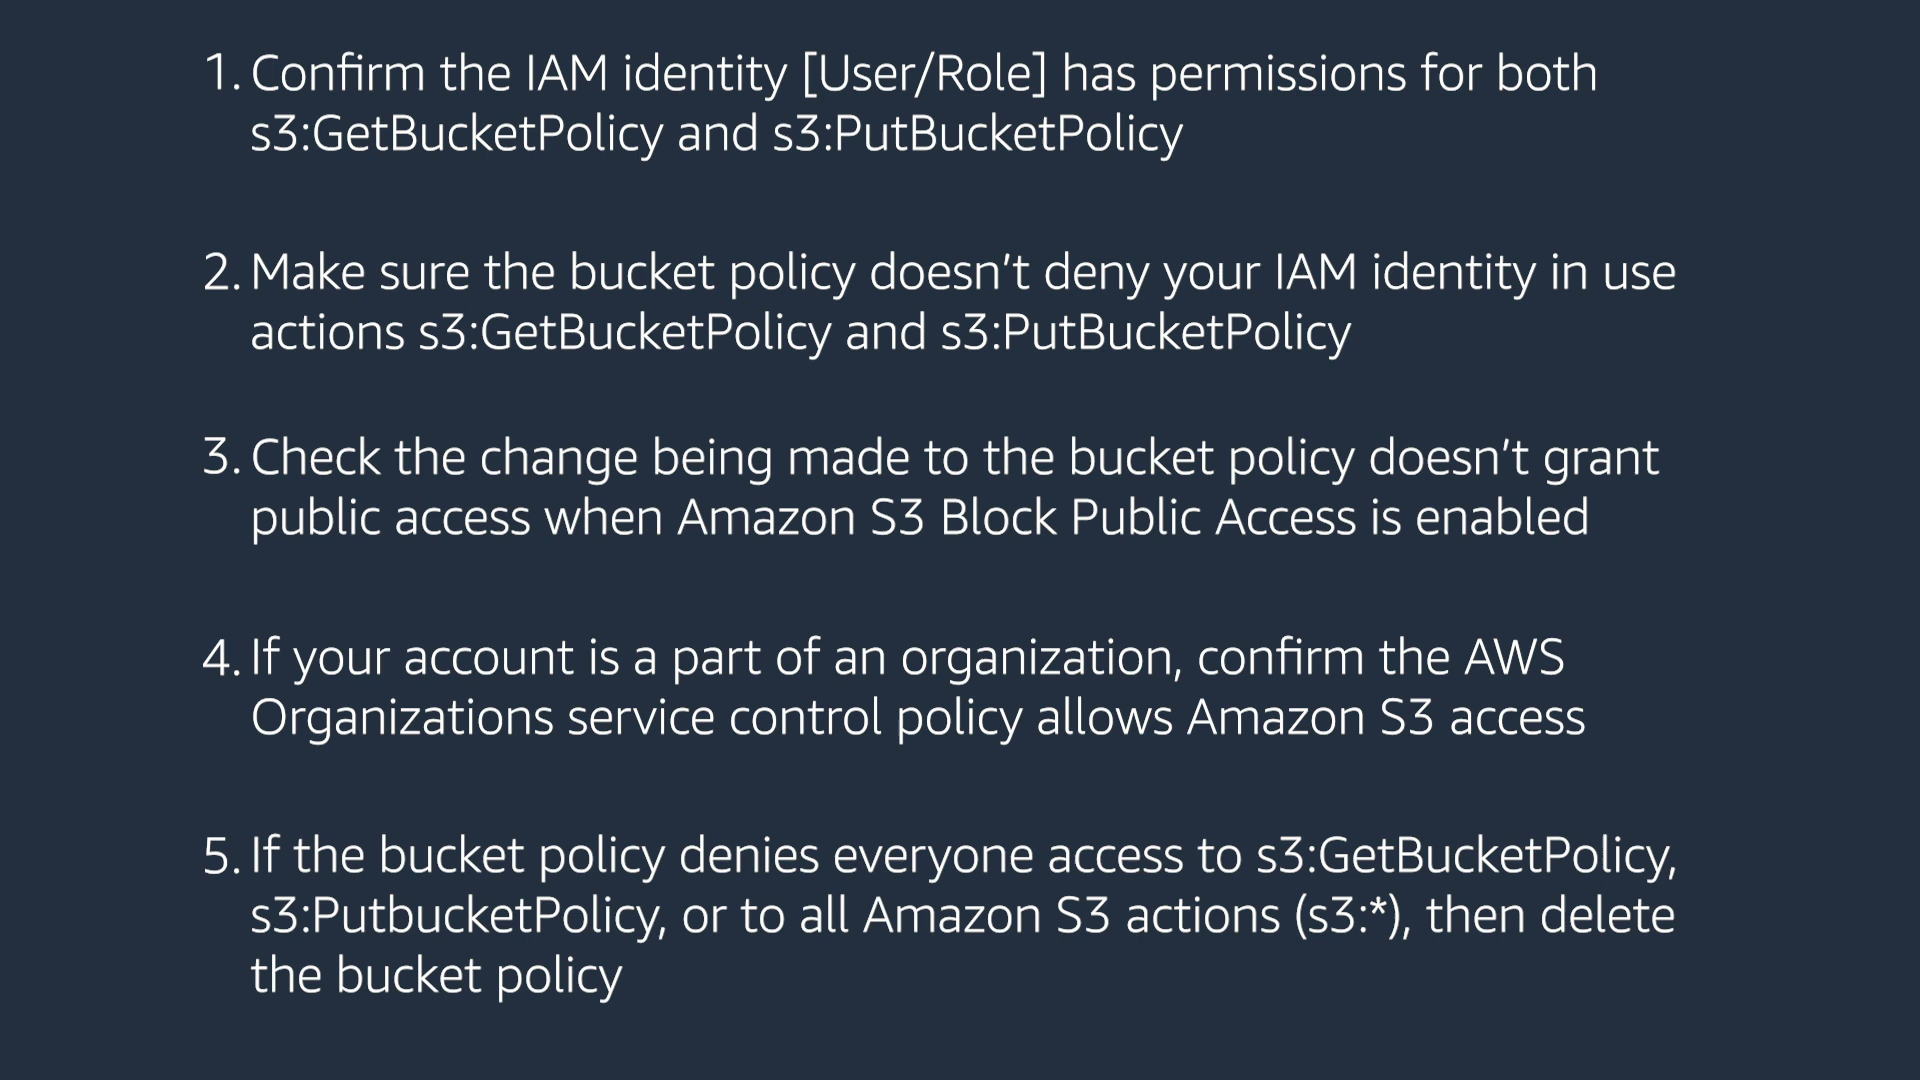 1. Confirm the IAM identity [User/Role] has permissions for both
s3:GetBucketPolicy and s3:PutBucketPolicy
2. Make sure the bucket policy doesn’t deny your IAM identity in use
actions s3:GetBucketPolicy and s3:PutBucketPolicy
3. Check the change being made to the bucket policy doesn’t grant
public access when Amazon S3 Block Public Access is enabled
4. If your account is a part of an organization, confirm the AWS
Organizations service control policy allows Amazon S3 access
5. If the bucket policy denies everyone access to s3:GetBucketPolicy,
s3:PutbucketPolicy, or to all Amazon S3 actions (s3:*), then delete
the bucket policy